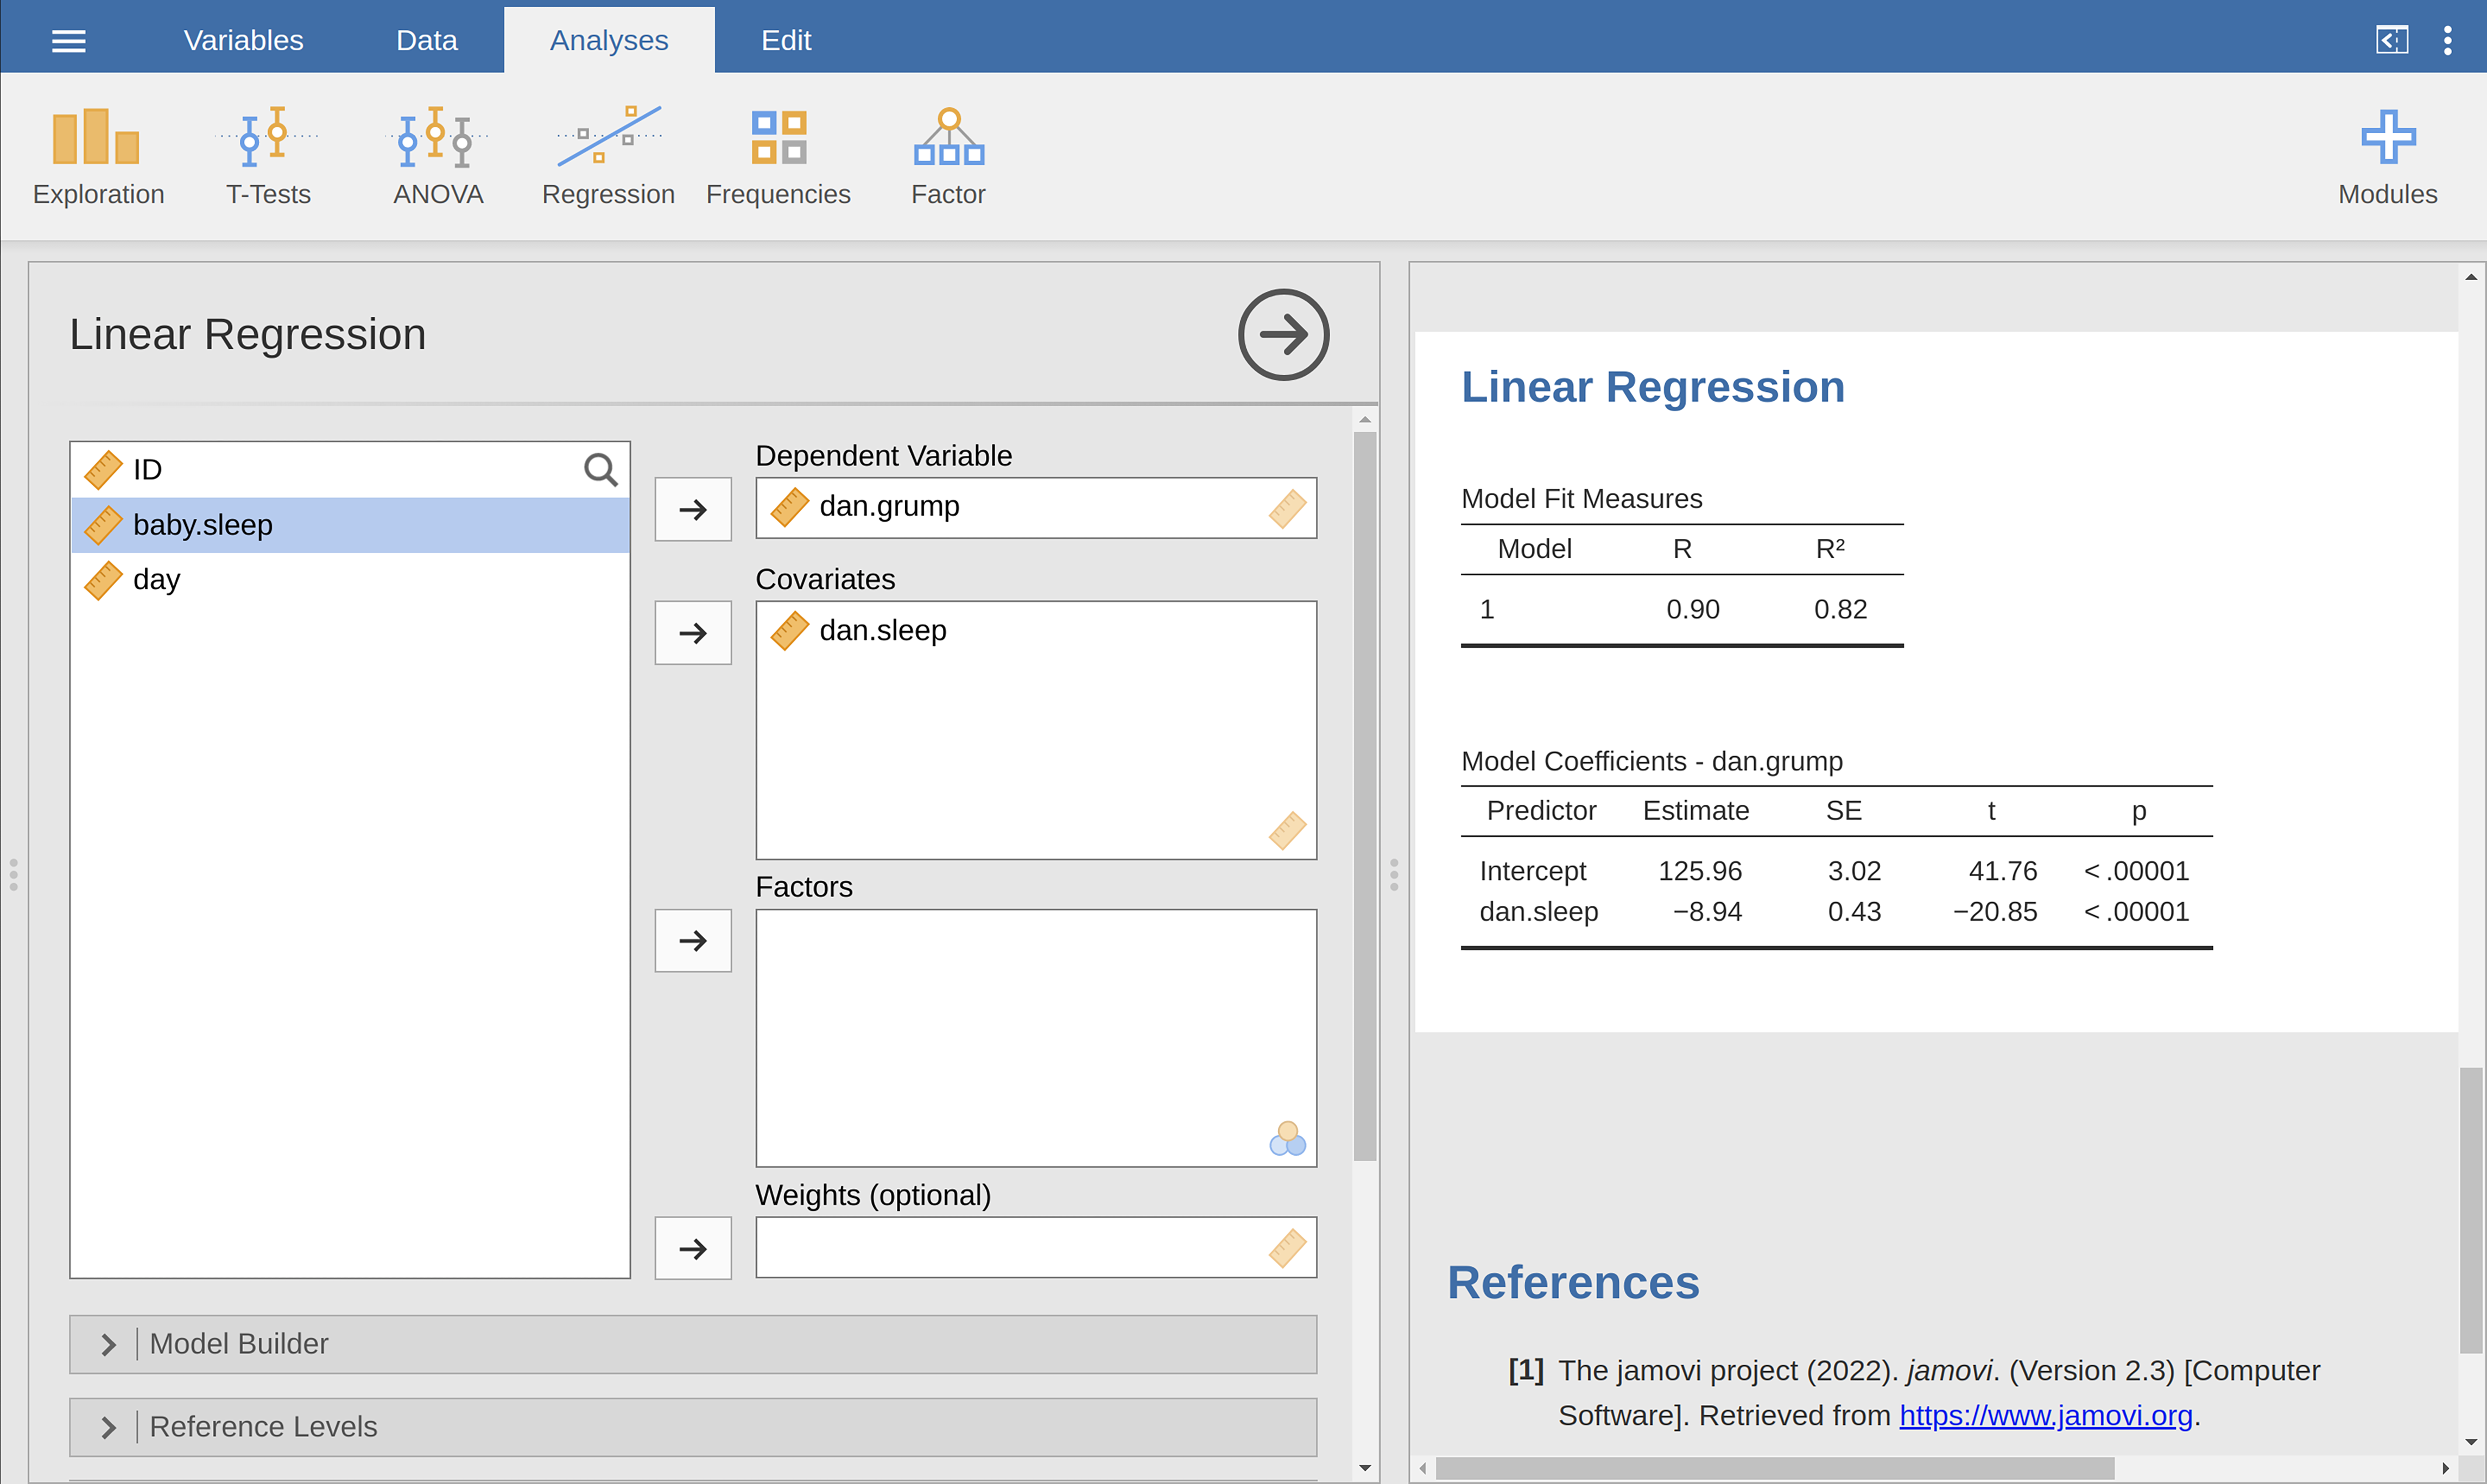 Variables Data Analyses Edit
Exploration T-Tests ANOVA Regression Frequencies Factor Modules
Linear Regression
ID
baby.sleep
day
Dependent Variable
dan.grump
Covariates
dan.sleep
Factors
Weights (optional)
Model Builder
Reference Levels
Linear Regression
Model Fit Measures
Model R R²
1 0.90 0.82
Model Coefficients - dan.grump
Predictor Estimate SE t p
Intercept 125.96 3.02 41.76 < .00001
dan.sleep −8.94 0.43 −20.85 < .00001
References
[1] The jamovi project (2022). jamovi. (Version 2.3) [Computer
Software]. Retrieved from https://www.jamovi.org.